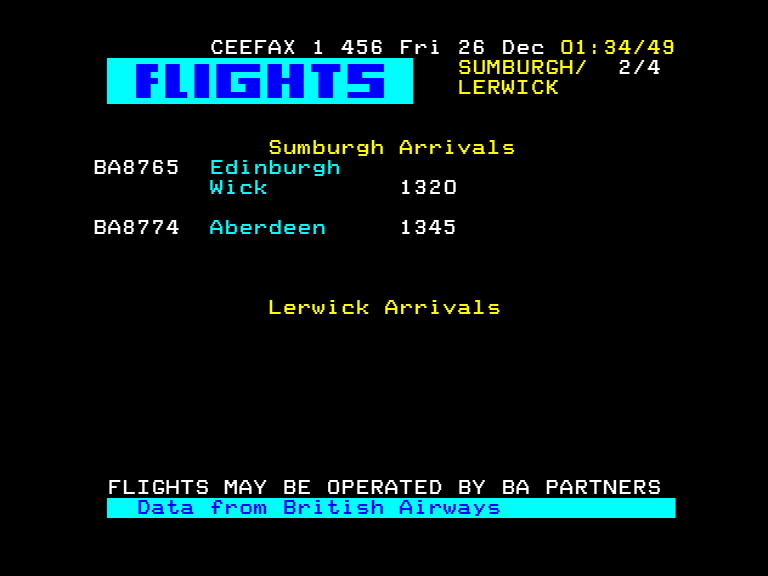 CEEFAX 1 456 Fri 26 Dec 01:34/49
FLIGHTS SUMBURGH/ 2/4
LERWICK
Sumburgh Arrivals
BA8765 Edinburgh
Wick 1320
BA8774 Aberdeen 1345
Lerwick Arrivals
FLIGHTS MAY BE OPERATED BY BA PARTNERS
Data from British Airways